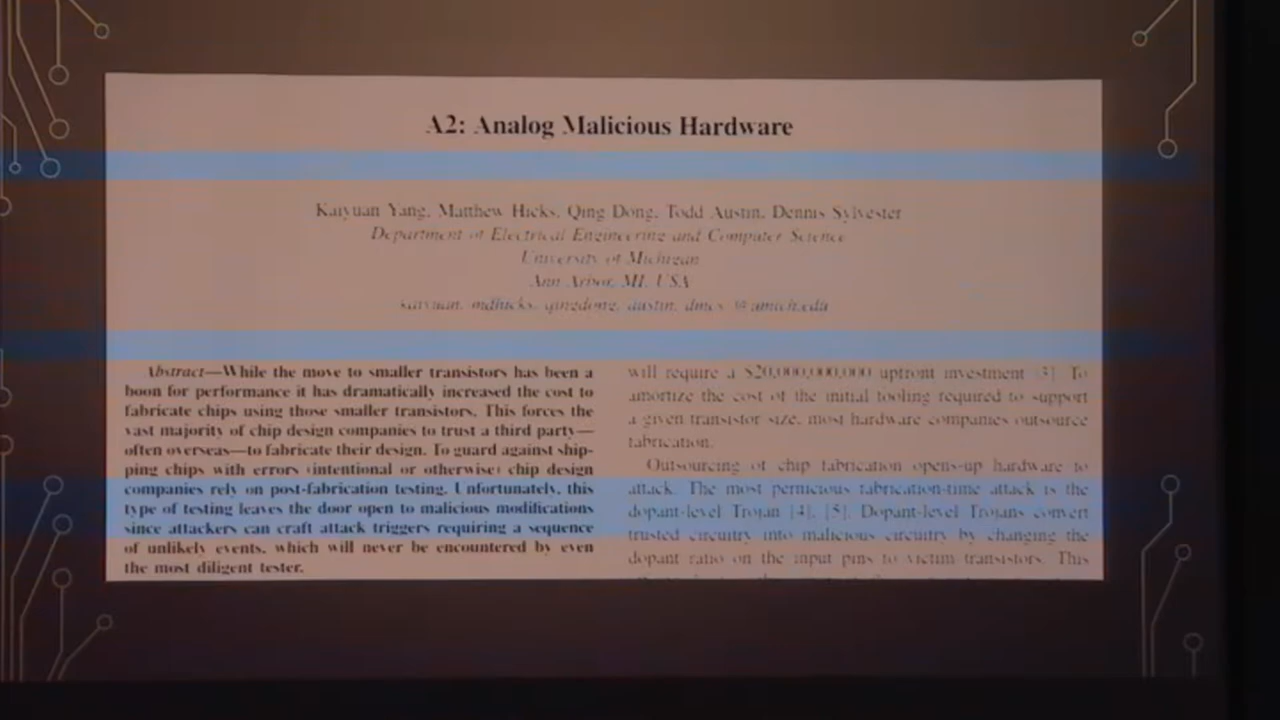 A2: Analog Malicious Hardware
Kaiyuan Yang, Matthew Hicks, Qing Dong, Todd Austin, Dennis Sylvester
Department of Electrical Engineering and Computer Science
University of Michigan
Ann Arbor, MI, USA
kaiyuan, mdhicks, qingdong, austin, dmcs, @umich.edu
Abstract—While the move to smaller transistors has been a
boon for performance it has dramatically increased the cost to
fabricate chips using those smaller transistors. This forces the
vast majority of chip design companies to trust a third party—
often overseas—to fabricate their design. To guard against ship-
ping chips with errors (intentional or otherwise) chip design
companies rely on post-fabrication testing. Unfortunately, this
type of testing leaves the door open to malicious modifications
since attackers can craft attack triggers requiring a sequence
of unlikely events, which will never be encountered by even
the most diligent tester.
will require a $20,000,000,000 upfront investment [3]. To
amortize the cost of the initial tooling required to support
a given transistor size, most hardware companies outsource
fabrication.
Outsourcing of chip fabrication opens-up hardware to
attack. The most pernicious fabrication-time attack is the
dopant-level Trojan [4], [5]. Dopant-level Trojans convert
trusted circuitry into malicious circuitry by changing the
dopant ratio on the input pins to victim transistors. This